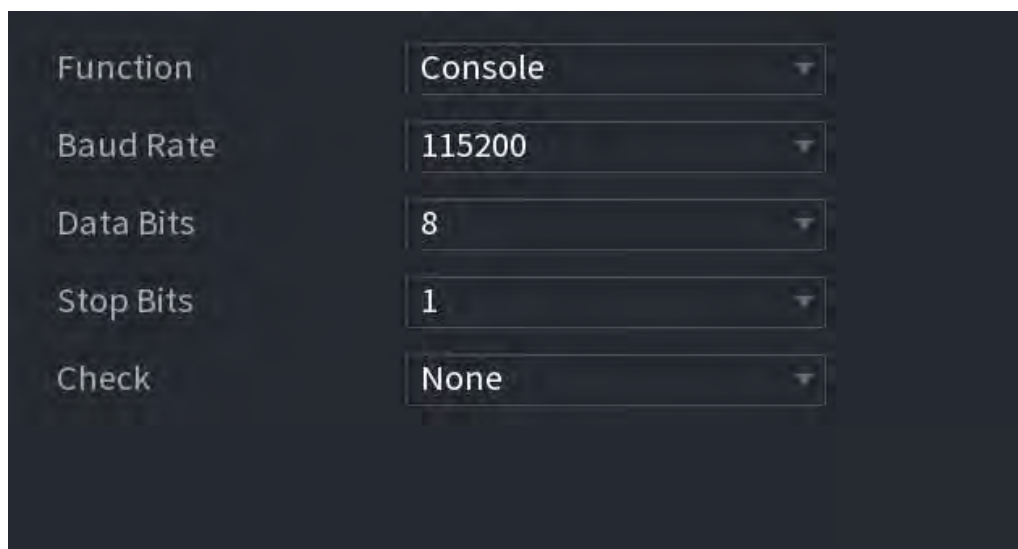 Function Console
Baud Rate 115200
Data Bits 8
Stop Bits 1
Check None